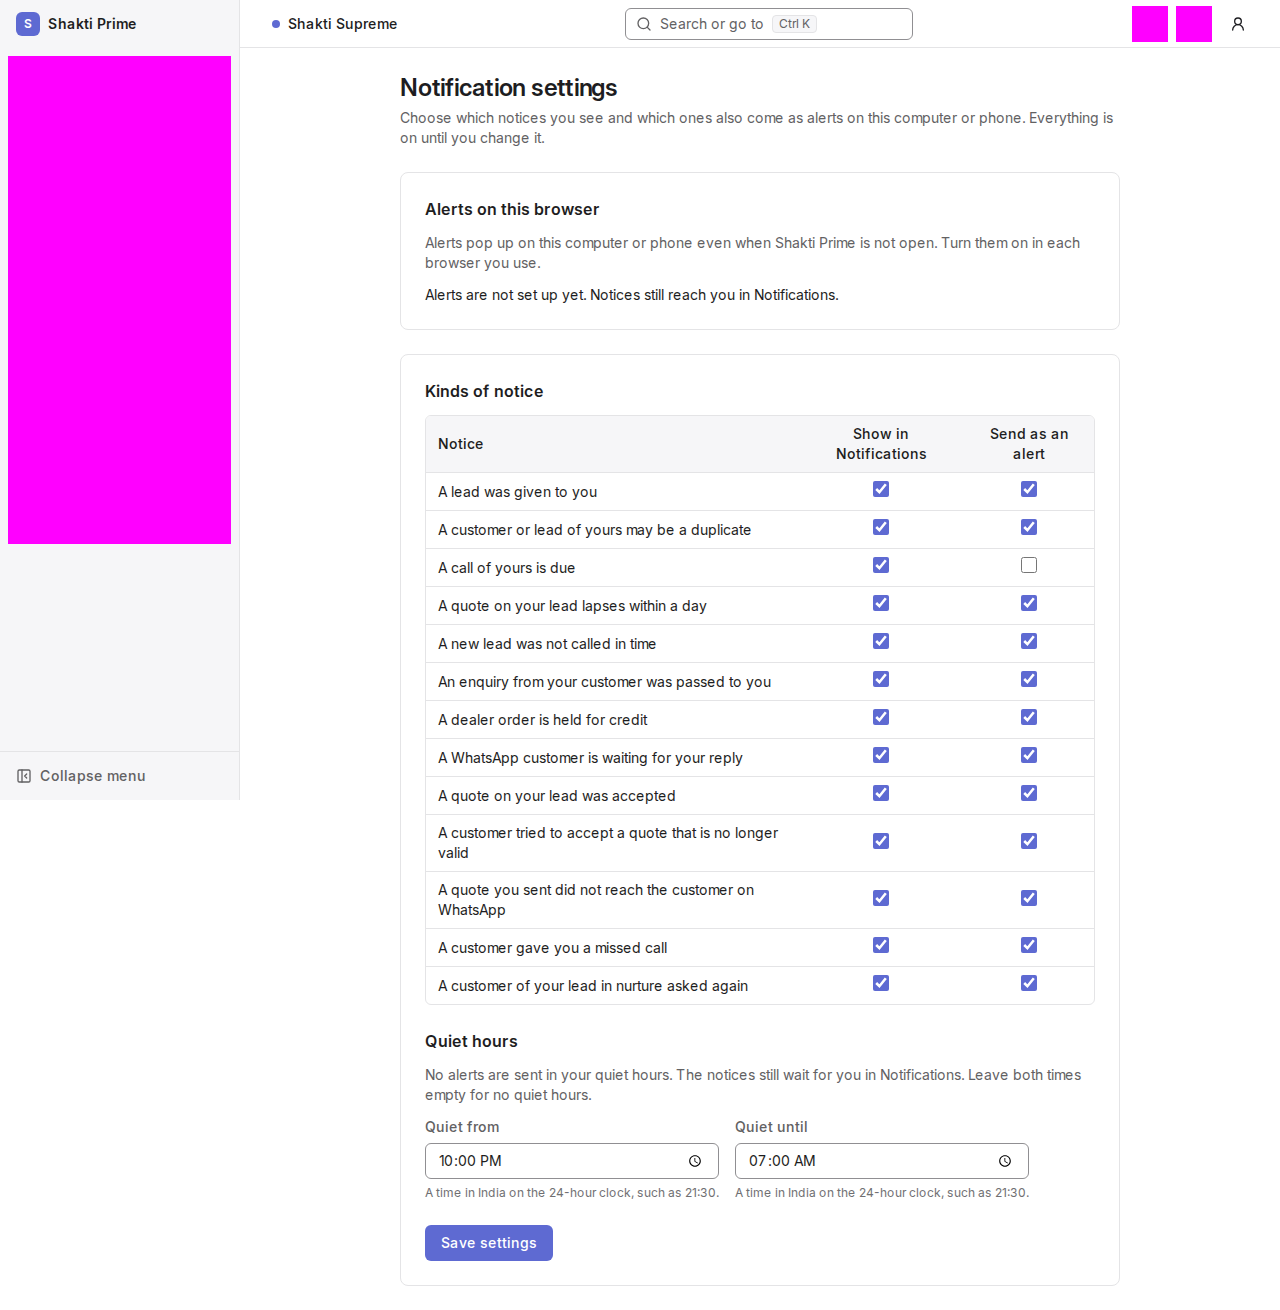 S Shakti Prime
Shakti Supreme
Search or go to Ctrl K
Notification settings
Choose which notices you see and which ones also come as alerts on this computer or phone. Everything is
on until you change it.
Alerts on this browser
Alerts pop up on this computer or phone even when Shakti Prime is not open. Turn them on in each
browser you use.
Alerts are not set up yet. Notices still reach you in Notifications.
Kinds of notice
Notice
Show in
Notifications
Send as an
alert
A lead was given to you
A customer or lead of yours may be a duplicate
A call of yours is due
A quote on your lead lapses within a day
A new lead was not called in time
An enquiry from your customer was passed to you
A dealer order is held for credit
A WhatsApp customer is waiting for your reply
A quote on your lead was accepted
A customer tried to accept a quote that is no longer
valid
A quote you sent did not reach the customer on
WhatsApp
A customer gave you a missed call
A customer of your lead in nurture asked again
Collapse menu
Quiet hours
No alerts are sent in your quiet hours. The notices still wait for you in Notifications. Leave both times
empty for no quiet hours.
Quiet from
10:00 PM
A time in India on the 24-hour clock, such as 21:30.
Quiet until
07:00 AM
A time in India on the 24-hour clock, such as 21:30.
Save settings